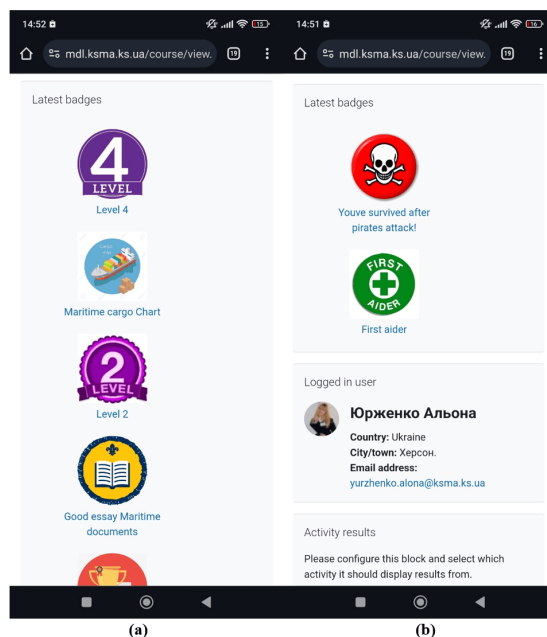 14:52
15
mdl.ksma.ks.ua/course/view.
19
Latest badges
4
LEVEL
Level 4
Cargo
Maritime cargo Chart
2
LEVEL
Level 2
Good essay Maritime
documents
(a)
14:51
16
mdl.ksma.ks.ua/course/view.
19
Latest badges
Youve survived after
pirates attack!
FIRST
AIDER
First aider
Logged in user
Юрженко Альона
Country: Ukraine
City/town: Херсон.
Email address:
yurzhenko.alona@ksma.ks.ua
Activity results
Please configure this block and select which
activity it should display results from.
(b)